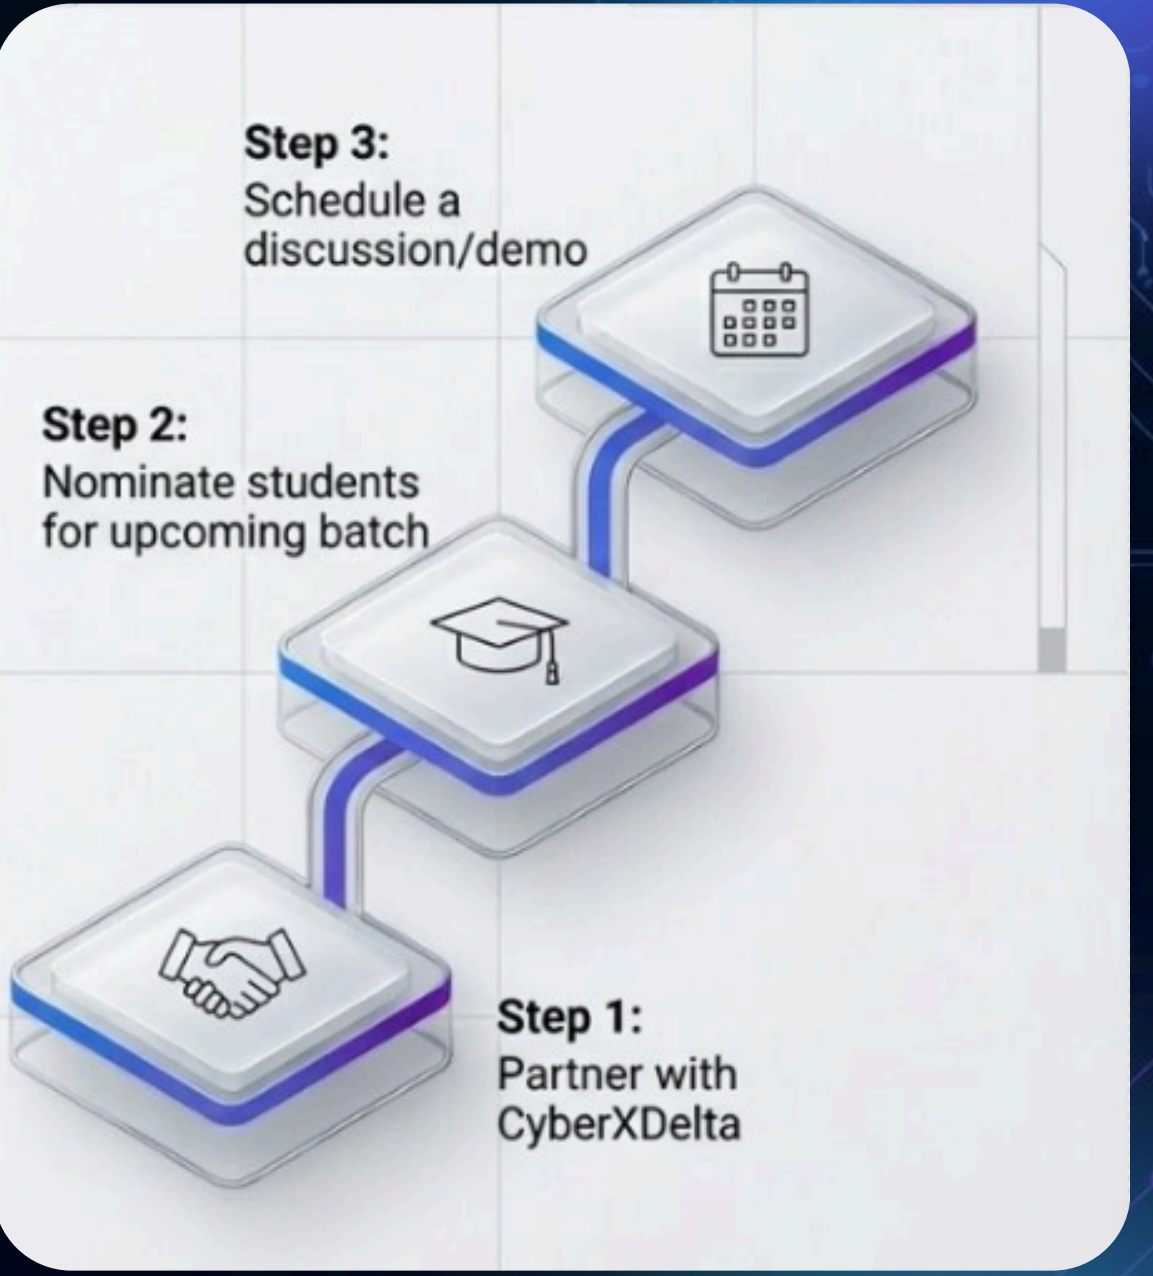 Step 3:
Schedule a
discussion/demo
Step 2:
Nominate students
for upcoming batch
Step 1:
Partner with
CyberXDelta